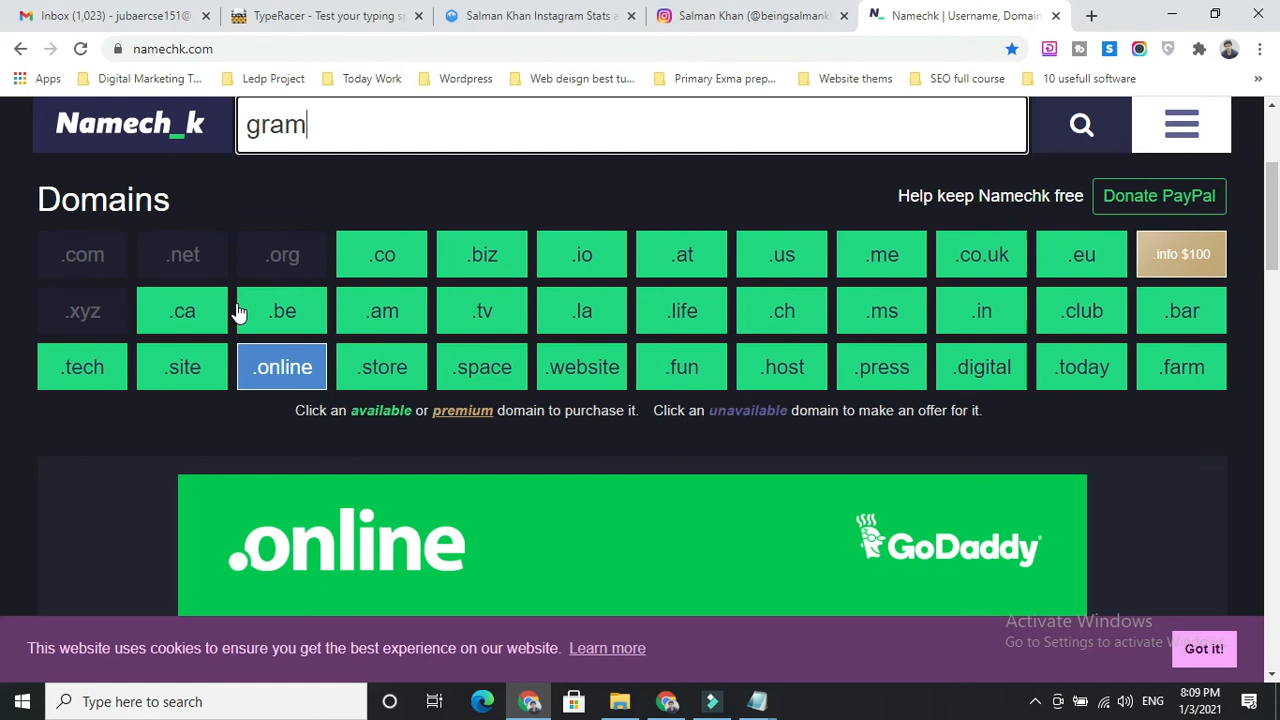 Inbox (1,023) - jubaercse151@
TypeRacer - Test your typing sp
Salman Khan Instagram Stats a
Salman Khan (@beingsalmankh
Namechk | Username, Domain
namechk.com
Apps
Digital Marketing T...
Ledp Project
Today Work
Wordpress
Web deisgn best tu...
Primary Exma prep...
Website thems
SEO full course
10 usefull software
»
Namech_k
gram
Domains
Help keep Namechk free
Donate PayPal
.com .net .org .co .biz .io .at .us .me .co.uk .eu .info $100
.xyz .ca .be .am .tv .la .life .ch .ms .in .club .bar
.tech .site .online .store .space .website .fun .host .press .digital .today .farm
Click an available or premium domain to purchase it. Click an unavailable domain to make an offer for it.
.online
GoDaddy
Activate Windows
Go to Settings to activate Windows.
This website uses cookies to ensure you get the best experience on our website. Learn more
Got it!
Type here to search
ENG
8:09 PM
1/3/2021